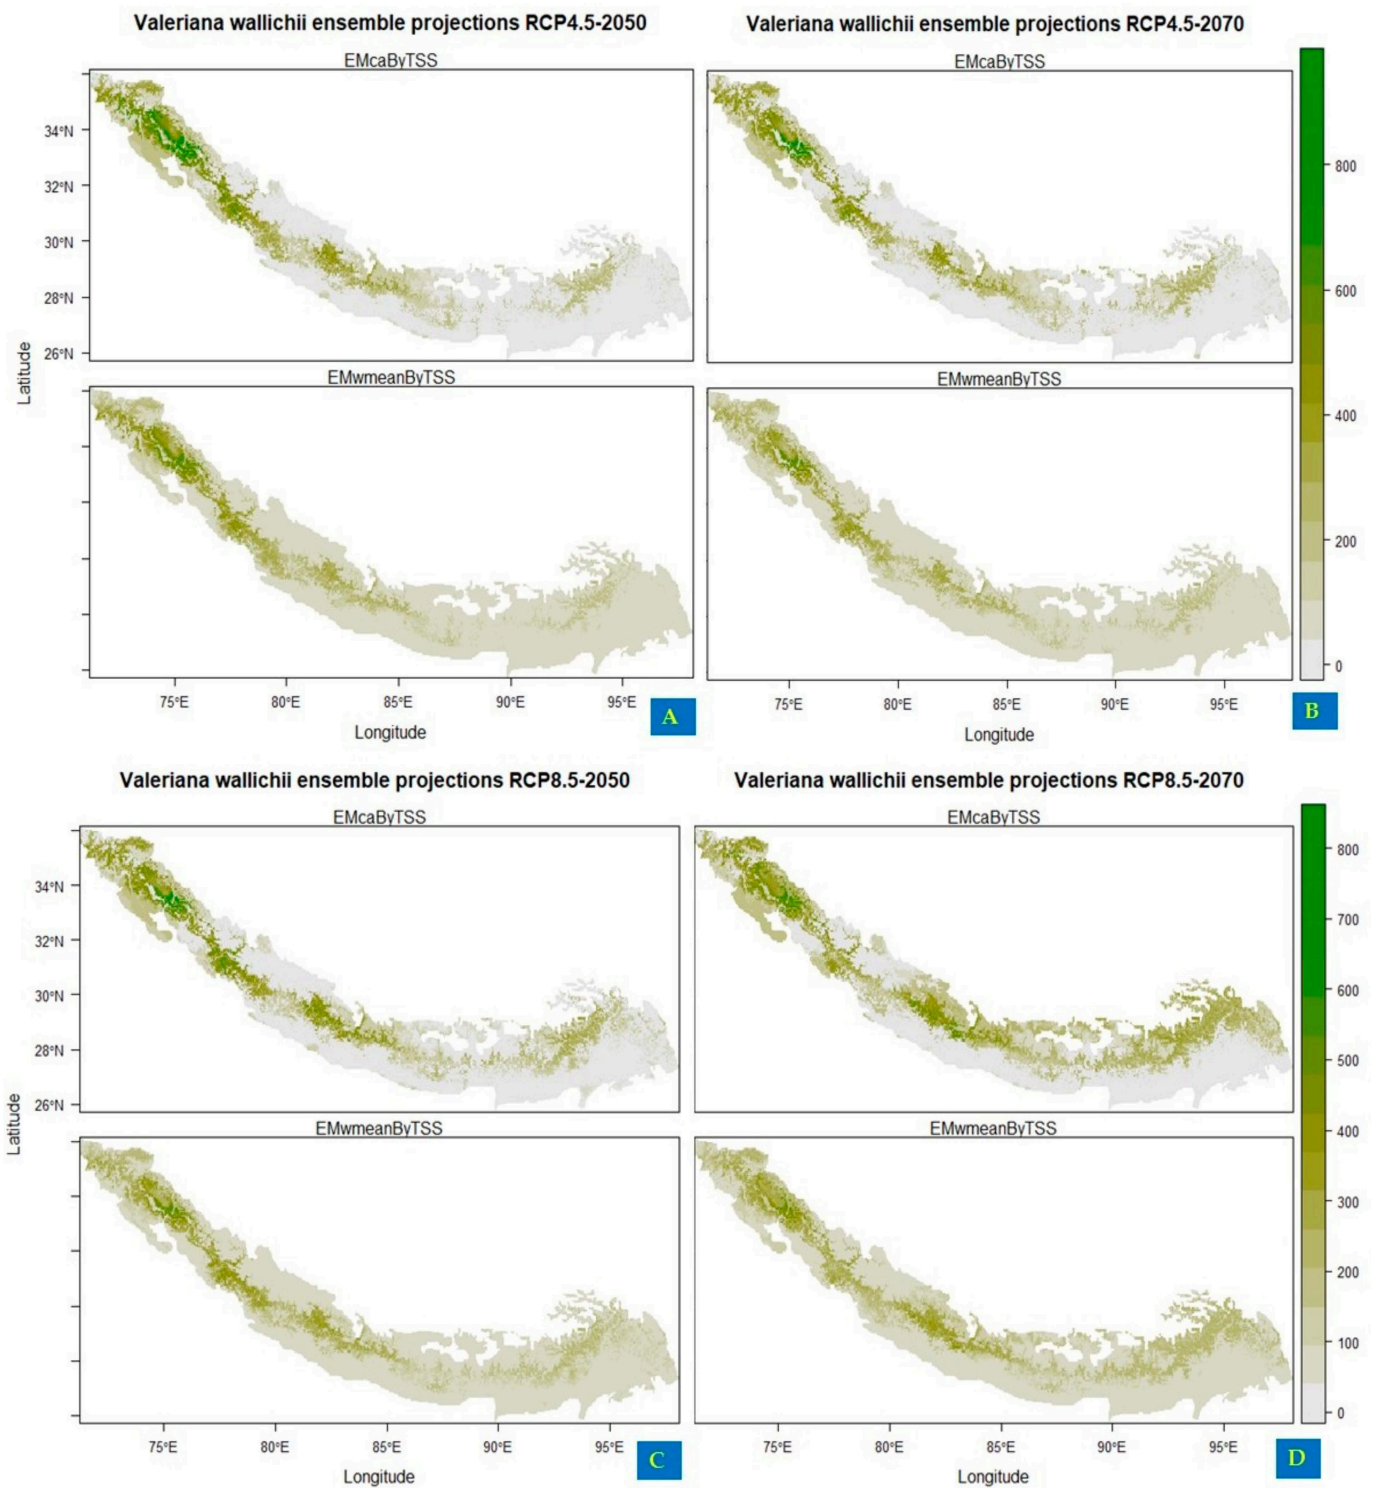 Valeriana wallichii ensemble projections RCP4.5-2050
Valeriana wallichii ensemble projections RCP4.5-2070
EMcaByTSS
EMcaByTSS
34°N
32°N
30°N
28°N
26°N
800
600
400
200
0
Latitude
EMwmeanByTSS
EMwmeanByTSS
75°E 80°E 85°E 90°E 95°E
75°E 80°E 85°E 90°E 95°E
A
B
Longitude
Longitude
Valeriana wallichii ensemble projections RCP8.5-2050
Valeriana wallichii ensemble projections RCP8.5-2070
EMcaByTSS
EMcaByTSS
34°N
32°N
30°N
28°N
26°N
800
700
600
500
400
300
200
100
0
Latitude
EMwmeanByTSS
EMwmeanByTSS
75°E 80°E 85°E 90°E 95°E
75°E 80°E 85°E 90°E 95°E
C
D
Longitude
Longitude